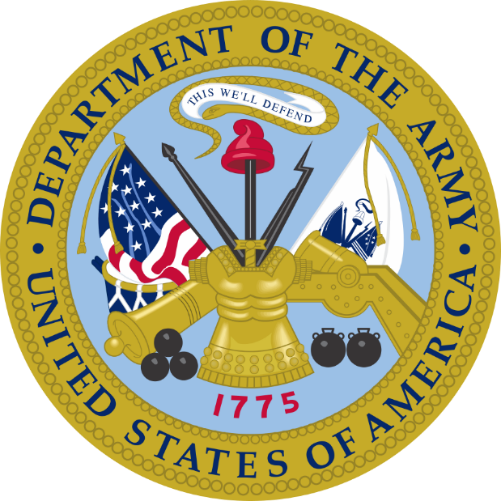 DEPARTMENT OF THE ARMY
THIS WE'LL DEFEND
1775
UNITED STATES OF AMERICA